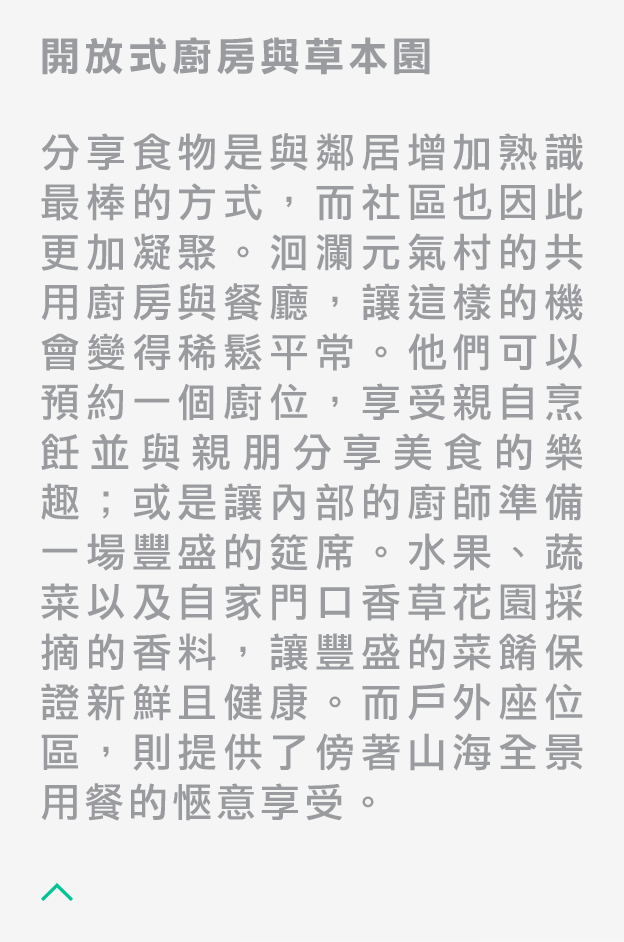 開放式廚房與草本園
分享食物是與鄰居增加熟識
最棒的方式，而社區也因此
更加凝聚。洄瀾元氣村的共
用廚房與餐廳，讓這樣的機
會變得稀鬆平常。他們可以
預約一個廚位，享受親自烹
飪並與親朋分享美食的樂
趣；或是讓內部的廚師準備
一場豐盛的筵席。水果、蔬
菜以及自家門口香草花園採
摘的香料，讓豐盛的菜餚保
證新鮮且健康。而戶外座位
區，則提供了傍著山海全景
用餐的愜意享受。